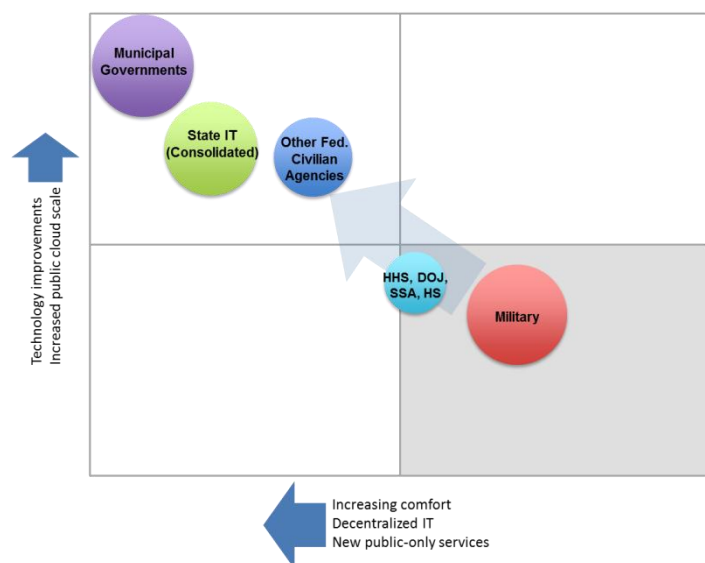 Municipal
Governments
State IT
(Consolidated)
Other Fed.
Civilian
Agencies
HHS, DOJ,
SSA, HS
Military
Technology improvements
Increased public cloud scale
Increasing comfort
Decentralized IT
New public-only services